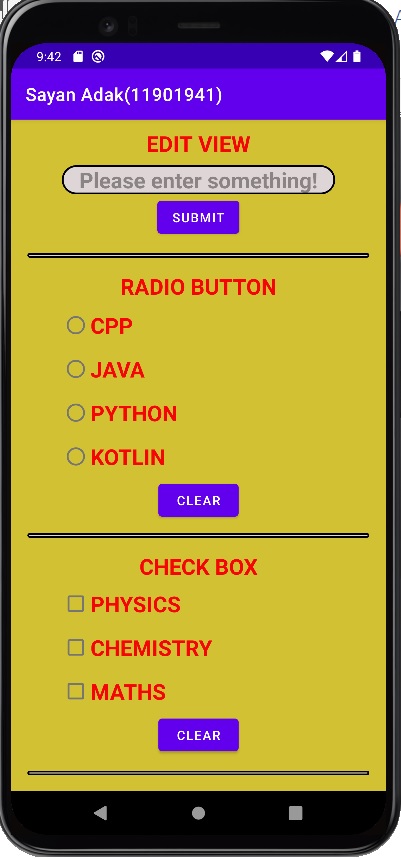 9:42
Sayan Adak(11901941)
EDIT VIEW
Please enter something!
SUBMIT
RADIO BUTTON
CPP
JAVA
PYTHON
KOTLIN
CLEAR
CHECK BOX
PHYSICS
CHEMISTRY
MATHS
CLEAR